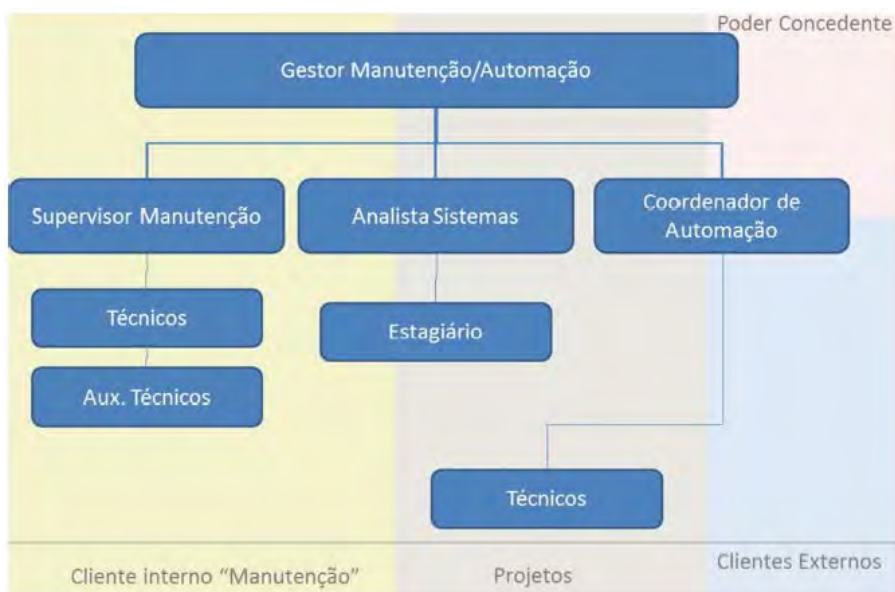 Poder Concedente
Gestor Manutenção/Automação
Supervisor Manutenção
Analista Sistemas
Coordenador de
Automação
Técnicos
Estagiário
Aux. Técnicos
Técnicos
Cliente interno “Manutenção”
Projetos
Clientes Externos